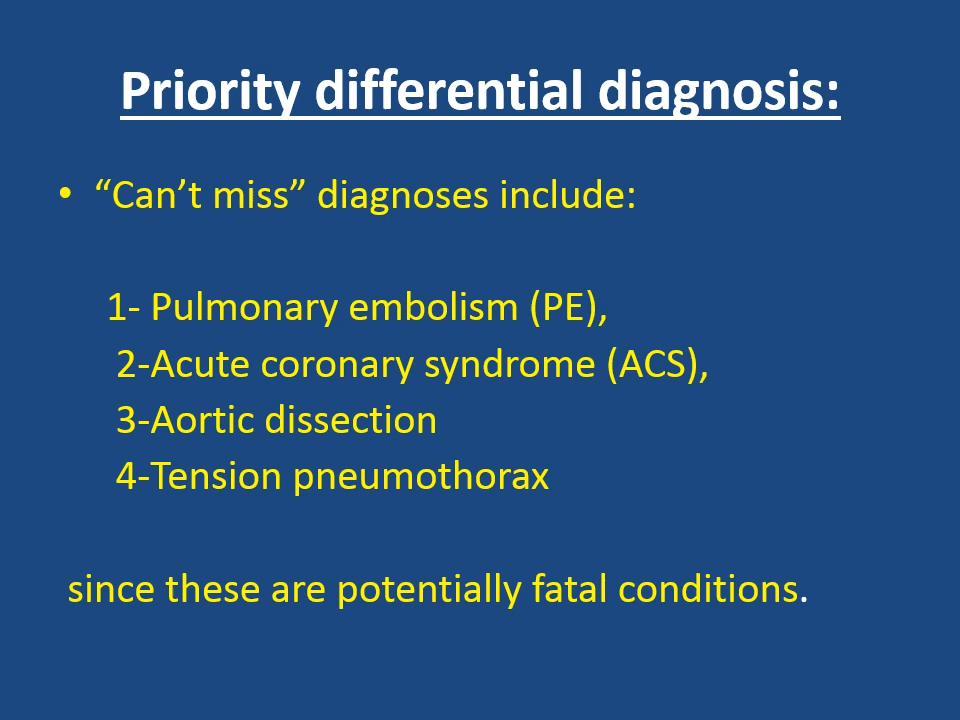 Priority differential diagnosis:
• “Can’t miss” diagnoses include:
1- Pulmonary embolism (PE),
2-Acute coronary syndrome (ACS),
3-Aortic dissection
4-Tension pneumothorax
since these are potentially fatal conditions.